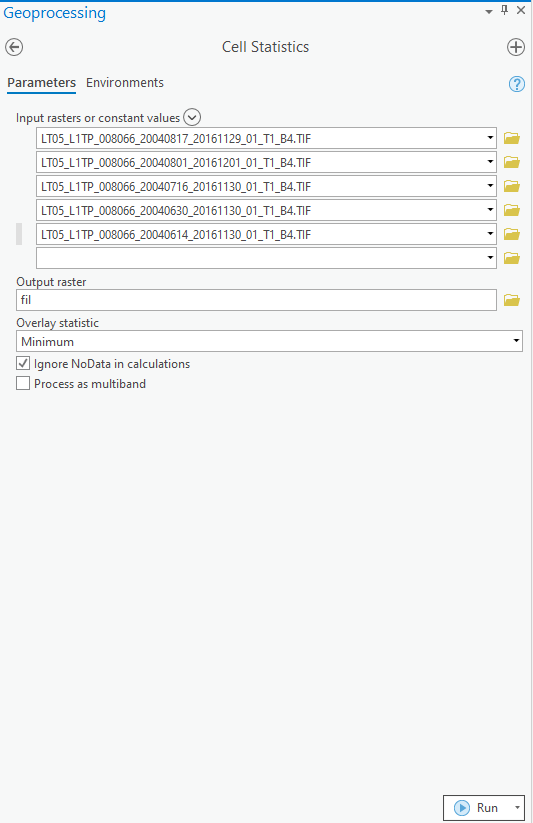 Geoprocessing
Cell Statistics
Parameters Environments
?
Input rasters or constant values
LT05_L1TP_008066_20040817_20161129_01_T1_B4.TIF
LT05_L1TP_008066_20040801_20161201_01_T1_B4.TIF
LT05_L1TP_008066_20040716_20161130_01_T1_B4.TIF
LT05_L1TP_008066_20040630_20161130_01_T1_B4.TIF
LT05_L1TP_008066_20040614_20161130_01_T1_B4.TIF
Output raster
fil
Overlay statistic
Minimum
Ignore NoData in calculations
Process as multiband
Run